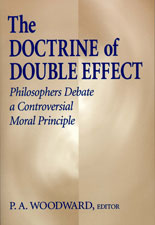 The
DOCTRINE of
DOUBLE EFFECT
Philosophers Debate
a Controversial
Moral Principle
P. A. WOODWARD, EDITOR